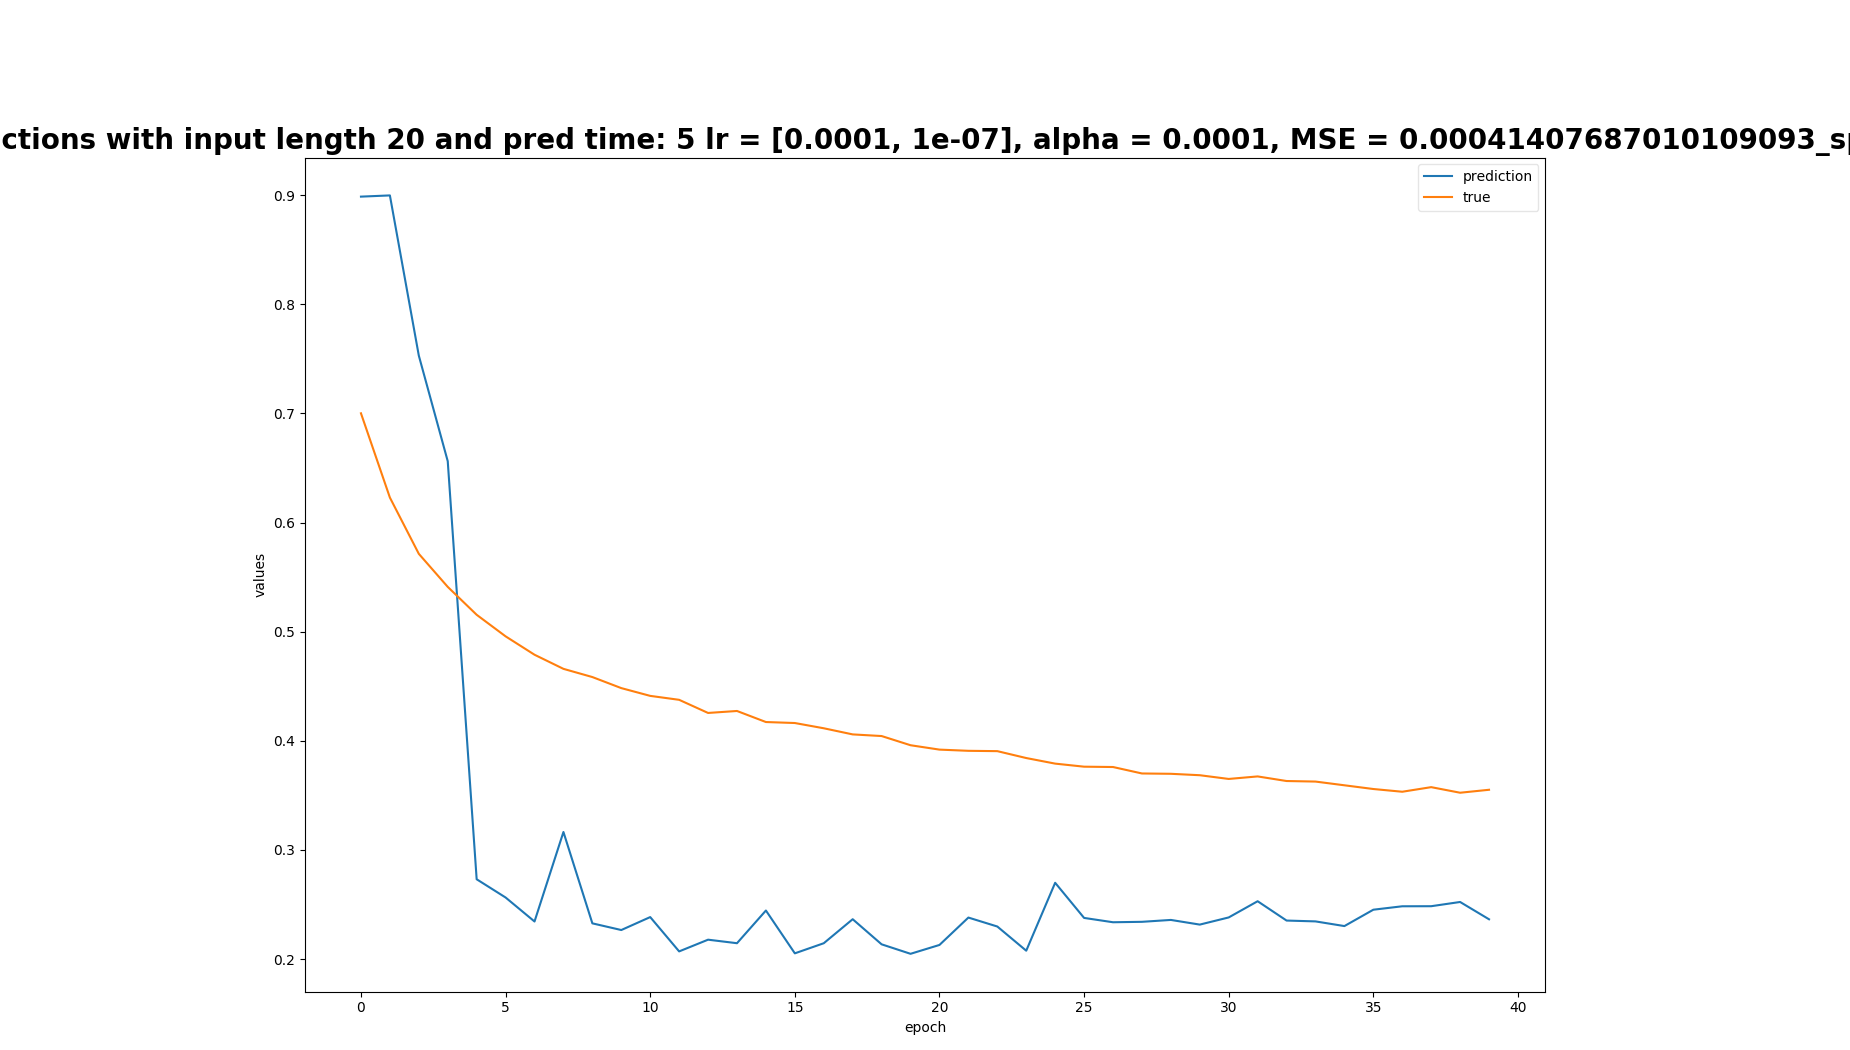 ctions with input length 20 and pred time: 5 lr = [0.0001, 1e-07], alpha = 0.0001, MSE = 0.00041407687010109093_sp
prediction
true
0.9
0.8
0.7
0.6
0.5
0.4
0.3
0.2
values
0 5 10 15 20 25 30 35 40
epoch